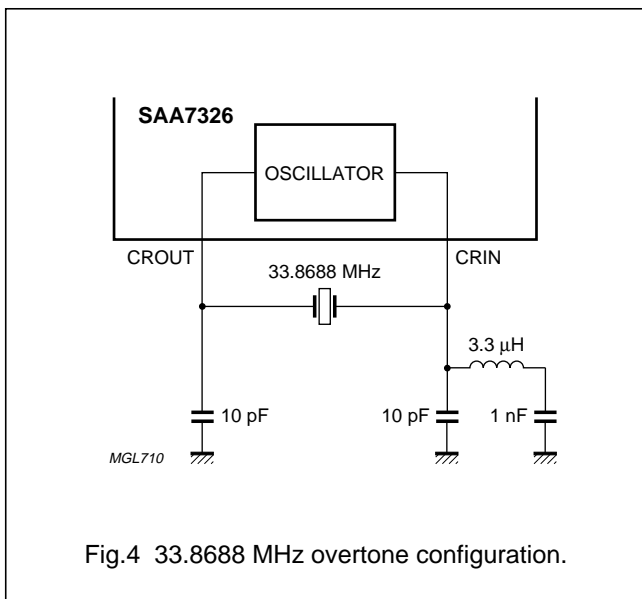 SAA7326
OSCILLATOR
CROUT
CRIN
33.8688 MHz
3.3 μH
10 pF
10 pF
1 nF
MGL710
Fig.4 33.8688 MHz overtone configuration.